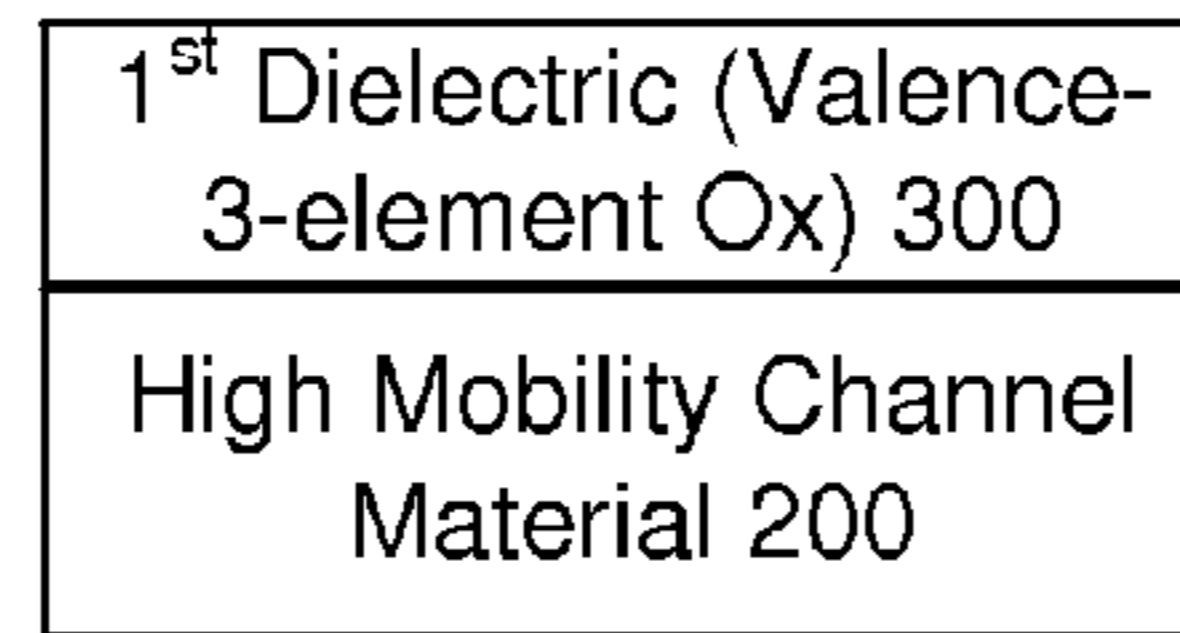 1st Dielectric (Valence-
3-element Ox) 300
High Mobility Channel
Material 200